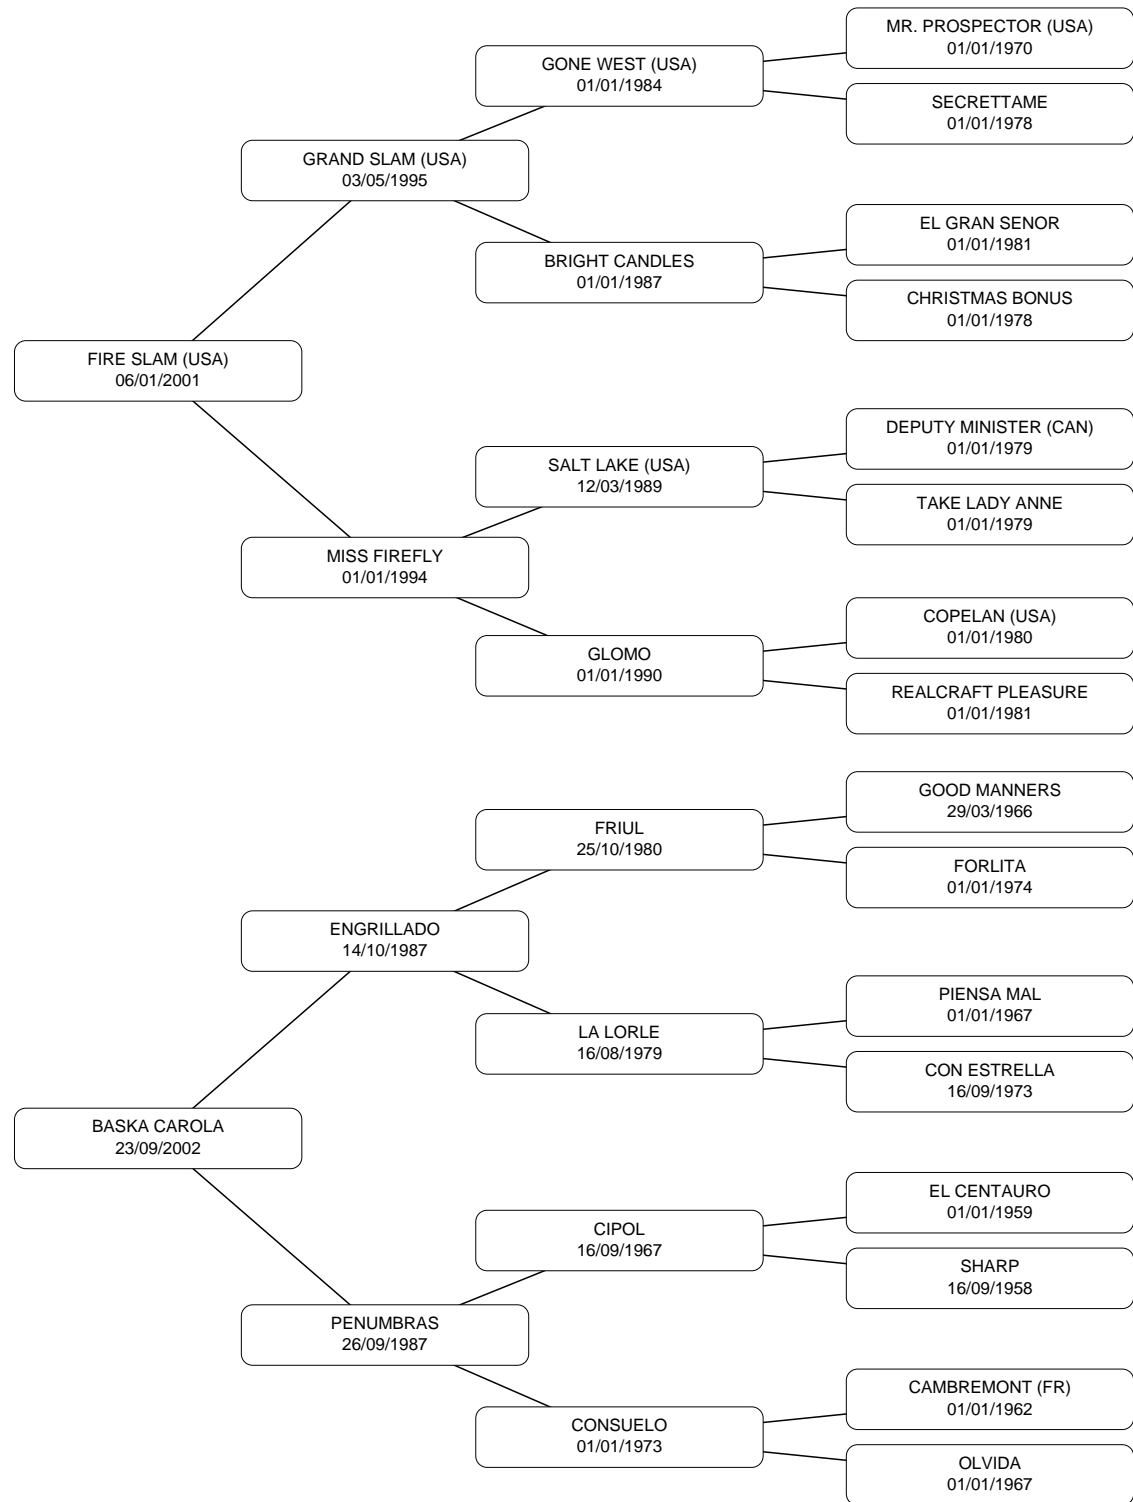 MR. PROSPECTOR (USA)
01/01/1970
GONE WEST (USA)
01/01/1984
SECRETTAME
01/01/1978
GRAND SLAM (USA)
03/05/1995
EL GRAN SENOR
01/01/1981
BRIGHT CANDLES
01/01/1987
CHRISTMAS BONUS
01/01/1978
FIRE SLAM (USA)
06/01/2001
DEPUTY MINISTER (CAN)
01/01/1979
SALT LAKE (USA)
12/03/1989
TAKE LADY ANNE
01/01/1979
MISS FIREFLY
01/01/1994
COPELAN (USA)
01/01/1980
GLOMO
01/01/1990
REALCRAFT PLEASURE
01/01/1981
GOOD MANNERS
29/03/1966
FRIUL
25/10/1980
FORLITA
01/01/1974
ENGRILLADO
14/10/1987
PIENSA MAL
01/01/1967
LA LORLE
16/08/1979
CON ESTRELLA
16/09/1973
BASKA CAROLA
23/09/2002
EL CENTAURO
01/01/1959
CIPOL
16/09/1967
SHARP
16/09/1958
PENUMBRAS
26/09/1987
CAMBREMONT (FR)
01/01/1962
CONSUELO
01/01/1973
OLVIDA
01/01/1967